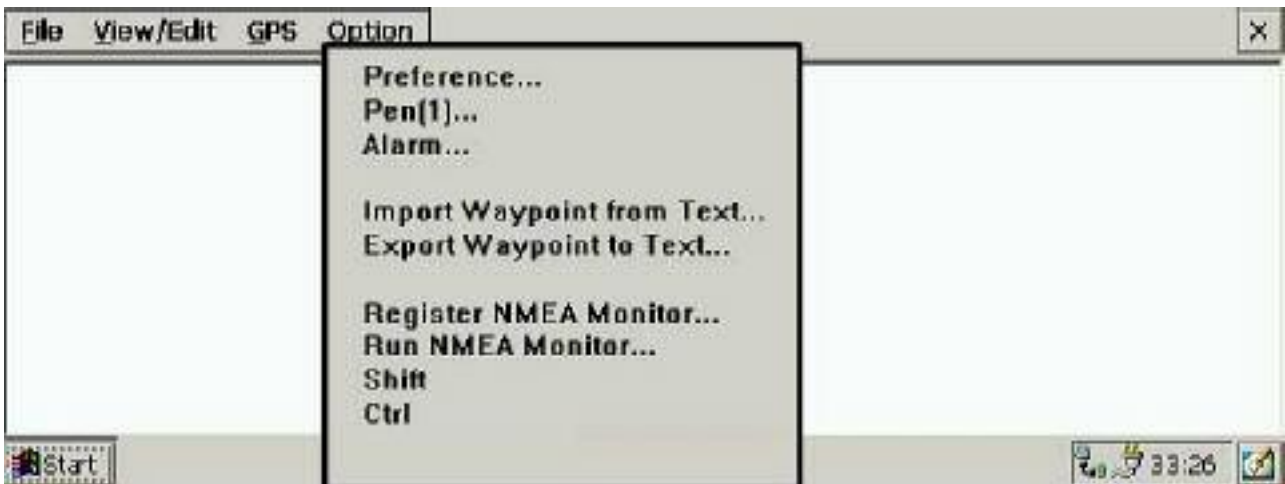 File View/Edit GPS Option
Preference...
Pen(1)...
Alarm...
Import Waypoint from Text...
Export Waypoint to Text...
Register NMEA Monitor...
Run NMEA Monitor...
Shift
Ctrl
Start 33:26